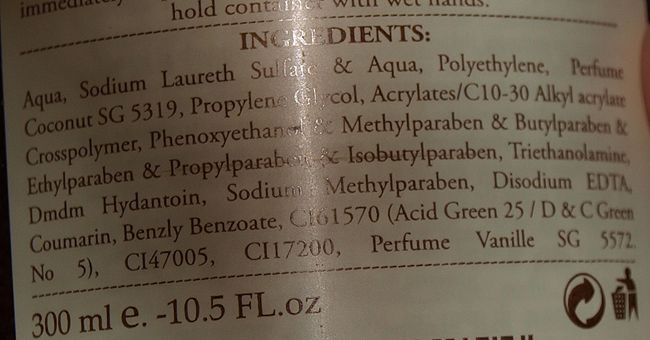 immediately
hold container with wet hands.
INGREDIENTS:
Aqua, Sodium Laureth Sulfate & Aqua, Polyethylene, Perfume
Coconut SG 5319, Propylene Glycol, Acrylates/C10-30 Alkyl acrylate
Crosspolymer, Phenoxyethanol & Methylparaben & Butylparaben &
Ethylparaben & Propylparaben & Isobutylparaben, Triethanolamine,
Dmdm Hydantoin, Sodium Methylparaben, Disodium EDTA,
Coumarin, Benzly Benzoate, CI61570 (Acid Green 25 / D & C Green
No 5), CI47005, CI17200, Perfume Vanille SG 5572.
300 ml e. -10.5 FL.oz